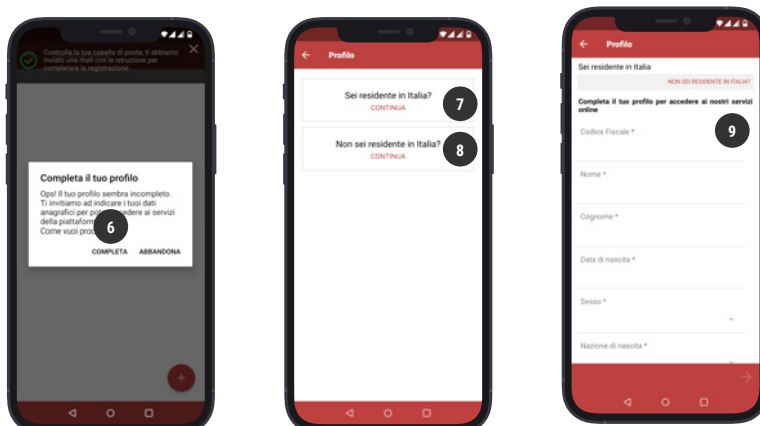 Controlla la tua casella di posta, ti abbiamo
inviato una mail con le istruzione per
completare la registrazione
Completa il tuo profilo
Ops! Il tuo profilo sembra incompleto.
Ti invitiamo ad indicare i tuoi dati
anagrafici per accedere ai servizi
della
Come vuoi
6
COMPLETA ABBANDONA
Profilo
Sei residente in Italia?
CONTINUA
7
Non sei residente in Italia?
CONTINUA
8
Profilo
Sei residente in Italia
NON SEI RESIDENTE IN ITALIA?
Completa il tuo profilo per accedere ai nostri servizi
online
9
Codice Fiscale *
Nome *
Cognome *
Data di nascita *
Sesso *
Nazione di nascita *